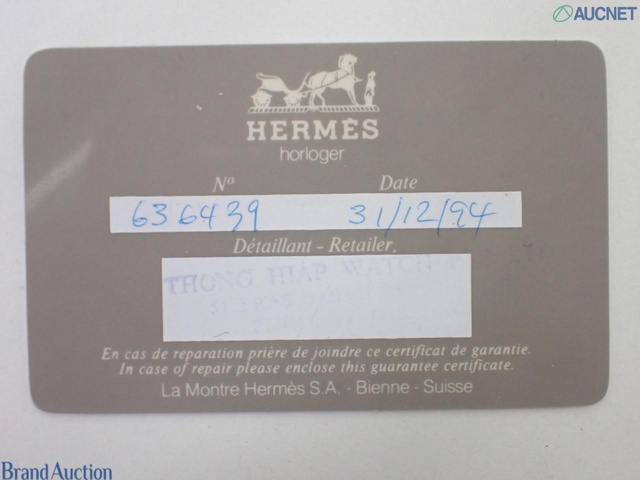 AUCNET
HERMÈS
horloger
Nº Date
636439 31/12/94
Détaillant - Retailer
THONG HIAP WATCH
En cas de reparation prière de joindre ce certificat de garantie.
In case of repair please enclose this guarantee certificate.
La Montre Hermès S.A. - Bienne - Suisse
Brand Auction